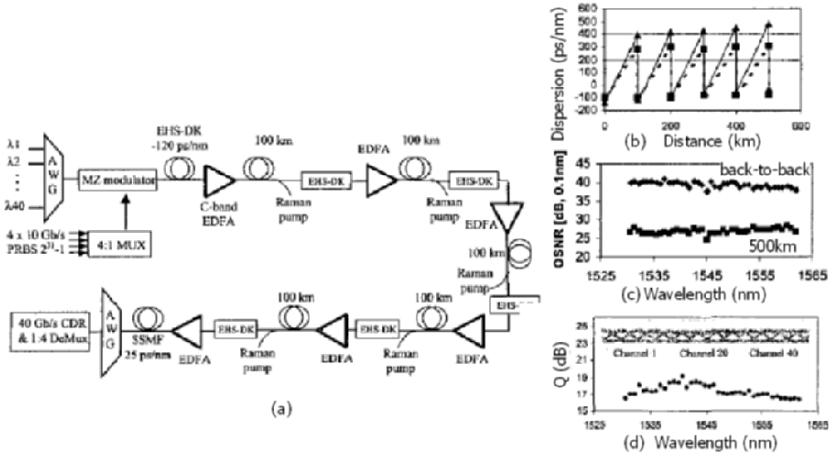 λ1
λ2
λ40
AWG
MZ modulator
4 x 10 Gb/s
PRBS 2³¹-1
4:1 MUX
EHS-DK
-120 ps/nm
C-band
EDFA
100 km
Raman
pump
EHS-DK
EDFA
100 km
Raman
pump
EHS-DK
EDFA
100 km
Raman
pump
EHS-
EDFA
100 km
Raman
pump
EHS-DK
EDFA
100 km
Raman
pump
EHS-DK
EDFA
SSMF
25 ps/nm
AWG
40 Gb/s CDR
& 1:4 DeMux
(a)
Dispersion (ps/nm)
600
500
400
300
200
100
0
-100
-200
0 200 400 600
(b) Distance (km)
OSNR [dB, 0.1nm]
45
40
35
30
25
20
back-to-back
500km
1525 1535 1545 1555 1565
(c) Wavelength (nm)
Q (dB)
25
23
21
19
17
15
Channel 1 Channel 20 Channel 40
1525 1535 1545 1555 1565
(d) Wavelength (nm)